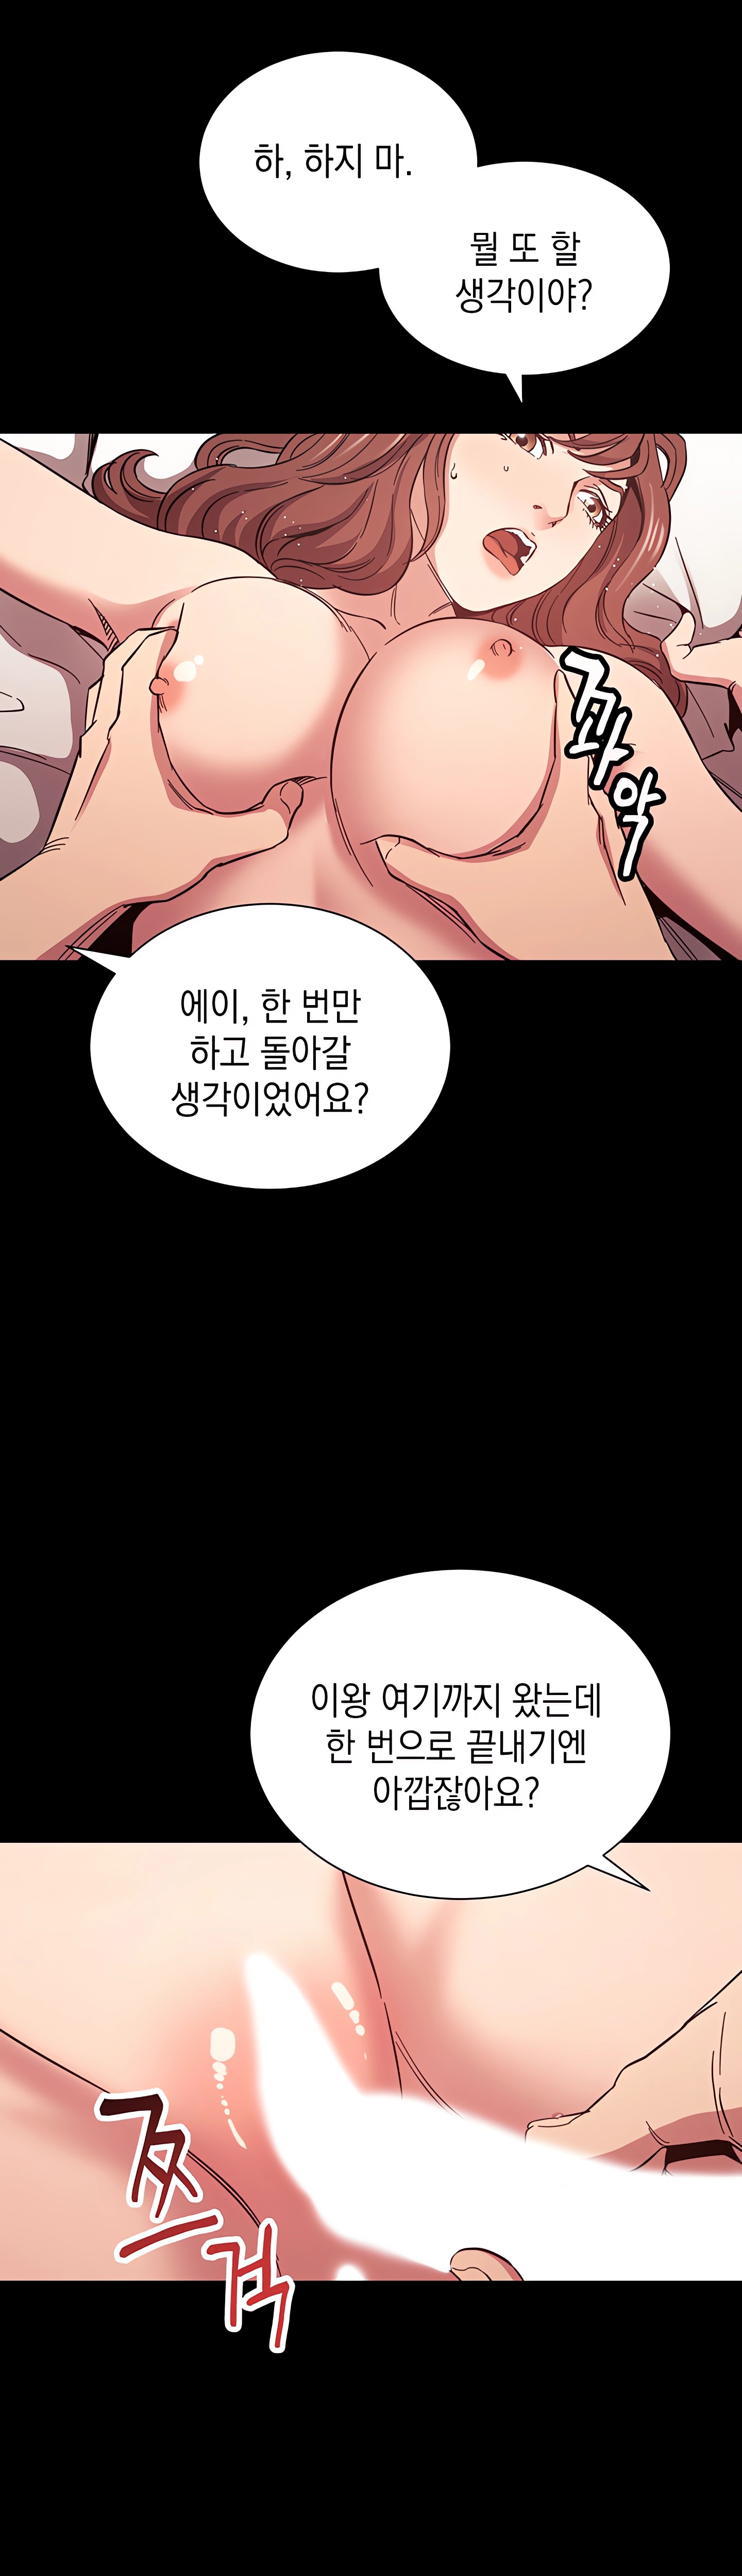 하, 하지 마.
뭘 또 할
생각이야?
꽈악
에이, 한 번만
하고 돌아갈
생각이었어요?
이왕 여기까지 왔는데
한 번으로 끝내기엔
아깝잖아요?